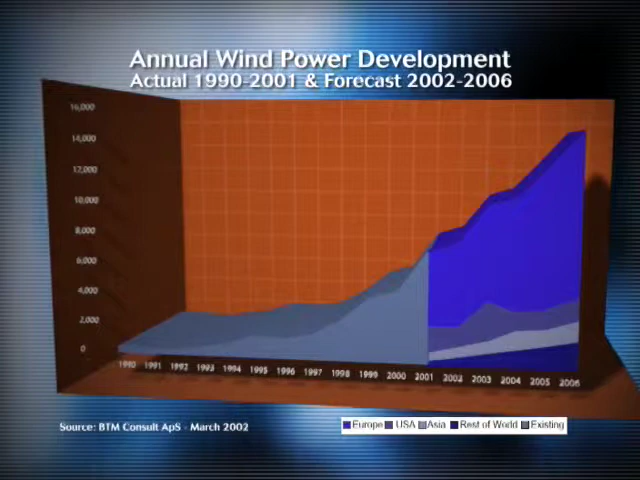 Annual Wind Power Development
Actual 1990-2001 & Forecast 2002-2006
16,000
14,000
12,000
10,000
8,000
6,000
4,000
2,000
0
1990 1991 1992 1993 1994 1995 1996 1997 1998 1999 2000 2001 2002 2003 2004 2005 2006
Source: BTM Consult ApS - March 2002
Europe USA Asia Rest of World Existing